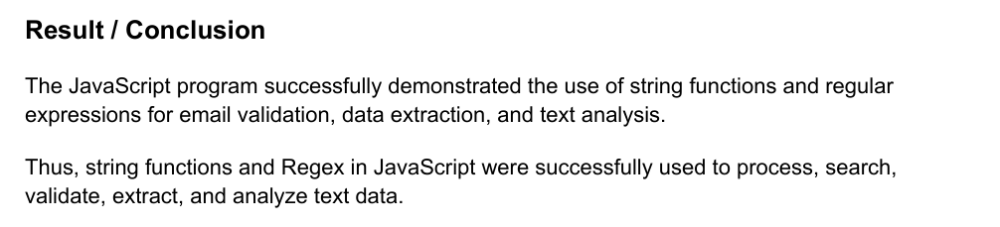 Result / Conclusion
The JavaScript program successfully demonstrated the use of string functions and regular
expressions for email validation, data extraction, and text analysis.
Thus, string functions and Regex in JavaScript were successfully used to process, search,
validate, extract, and analyze text data.